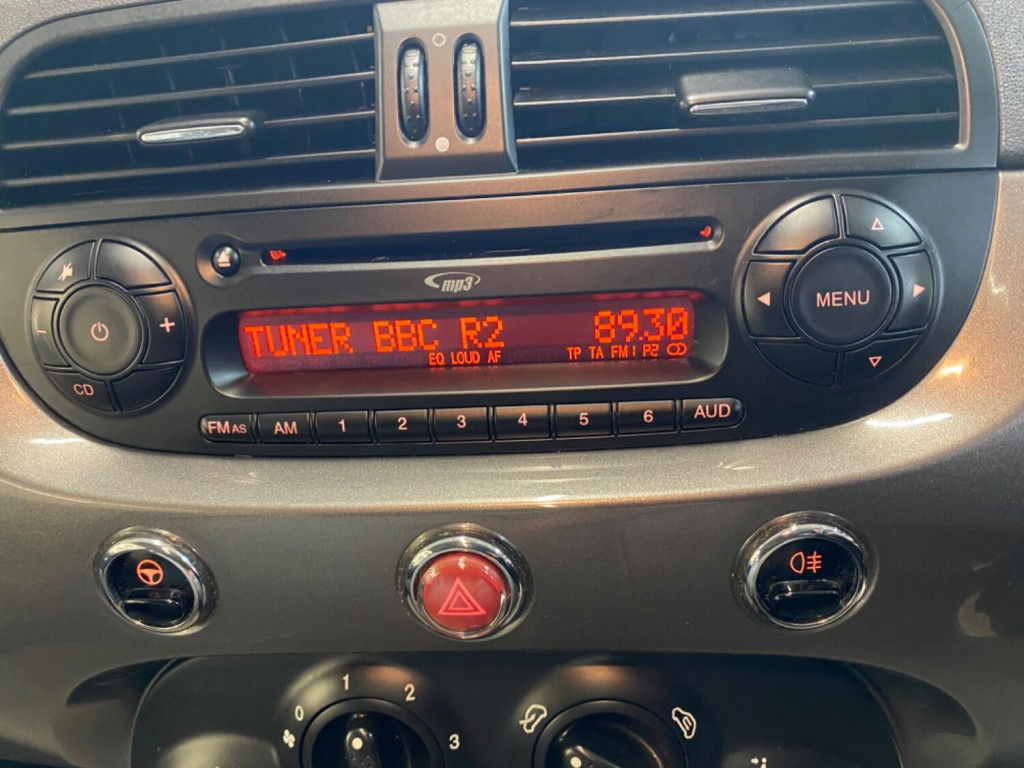 mp3
TUNER BBC R2 89.30
EQ LOUD AF TP TA FM1 P2
MENU
- +
CD
FM AS AM 1 2 3 4 5 6 AUD
0 1 2 3